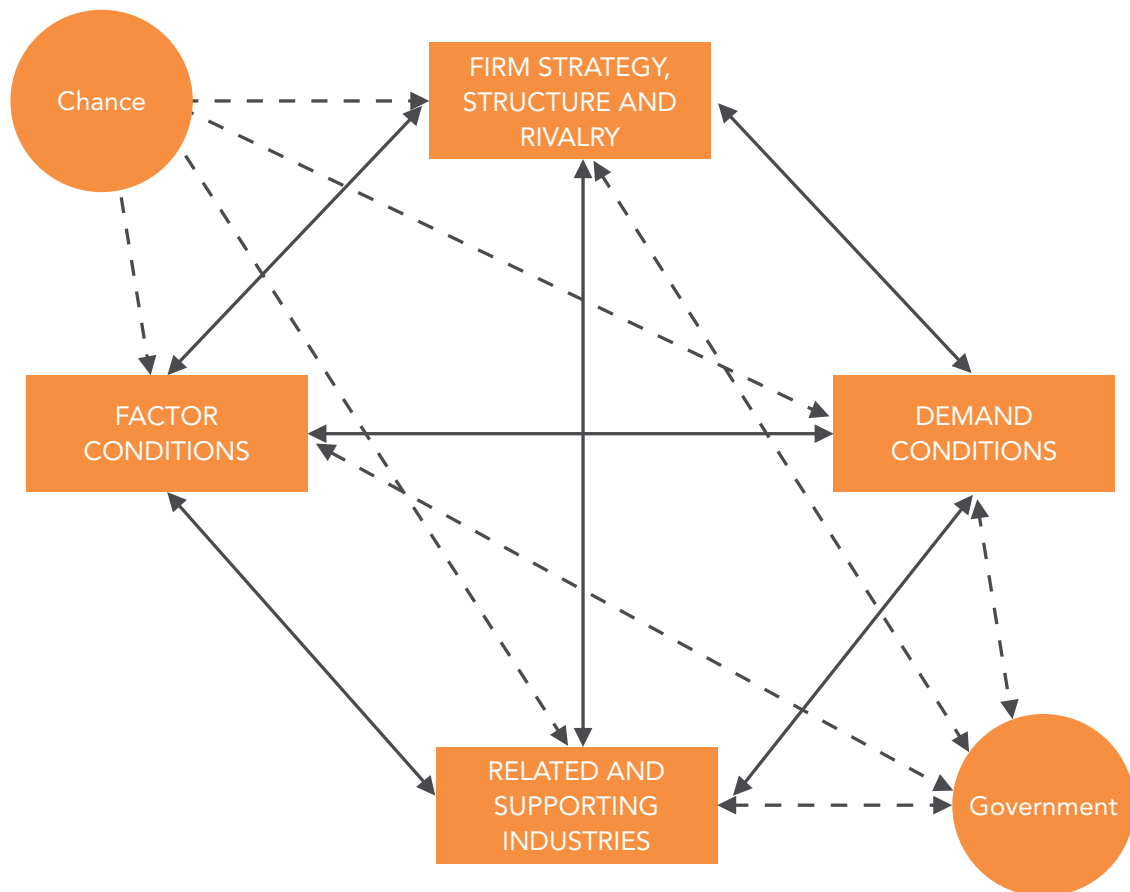 Chance
FIRM STRATEGY,
STRUCTURE AND
RIVALRY
FACTOR
CONDITIONS
DEMAND
CONDITIONS
RELATED AND
SUPPORTING
INDUSTRIES
Government